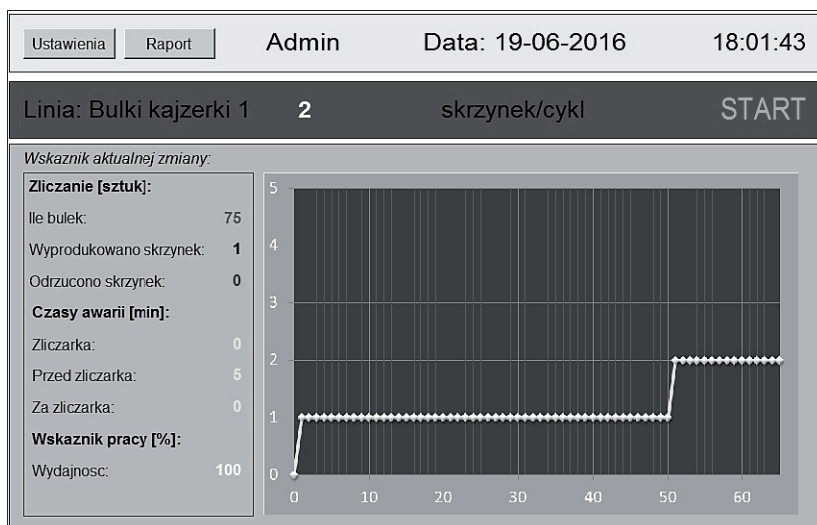 Ustawienia Raport Admin Data: 19-06-2016 18:01:43
Linia: Bulki kajzerki 1 2 skrzynek/cykl START
Wskaznik aktualnej zmiany:
Zliczanie [sztuk]:
Ile bulek: 75
Wyprodukowano skrzynek: 1
Odrzucono skrzynek: 0
Czasy awarii [min]:
Zliczarka: 0
Przed zliczarka: 5
Za zliczarka: 0
Wskaznik pracy [%]:
Wydajnosc: 100
5
4
3
2
1
0
0 10 20 30 40 50 60